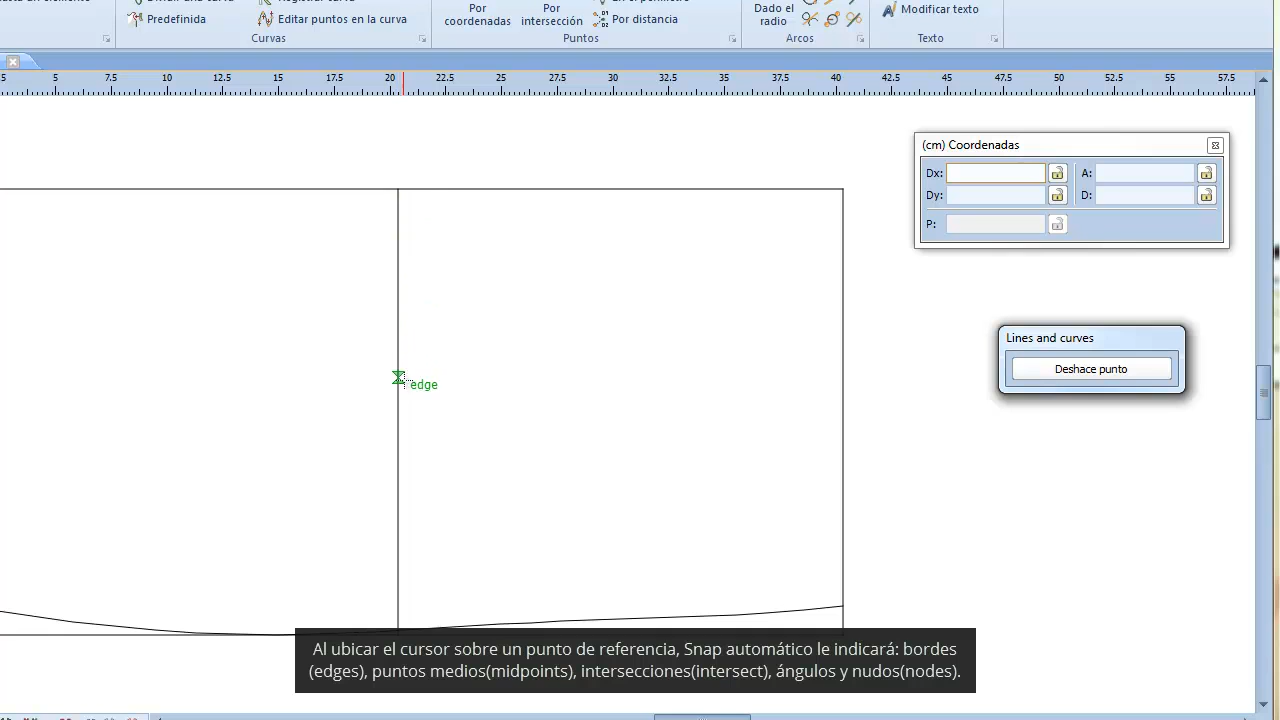 Predefinida
Editar puntos en la curva
Curvas
Por coordenadas
Por intersección
Por distancia
Puntos
Dado el radio
Arcos
Modificar texto
Texto
5 7.5 10 12.5 15 17.5 20 22.5 25 27.5 30 32.5 35 37.5 40 42.5 45 47.5 50 52.5 55 57.5
(cm) Coordenadas
Dx:
A:
Dy:
D:
P:
Lines and curves
Deshace punto
edge
Al ubicar el cursor sobre un punto de referencia, Snap automático le indicará: bordes
(edges), puntos medios(midpoints), intersecciones(intersect), ángulos y nudos(nodes).